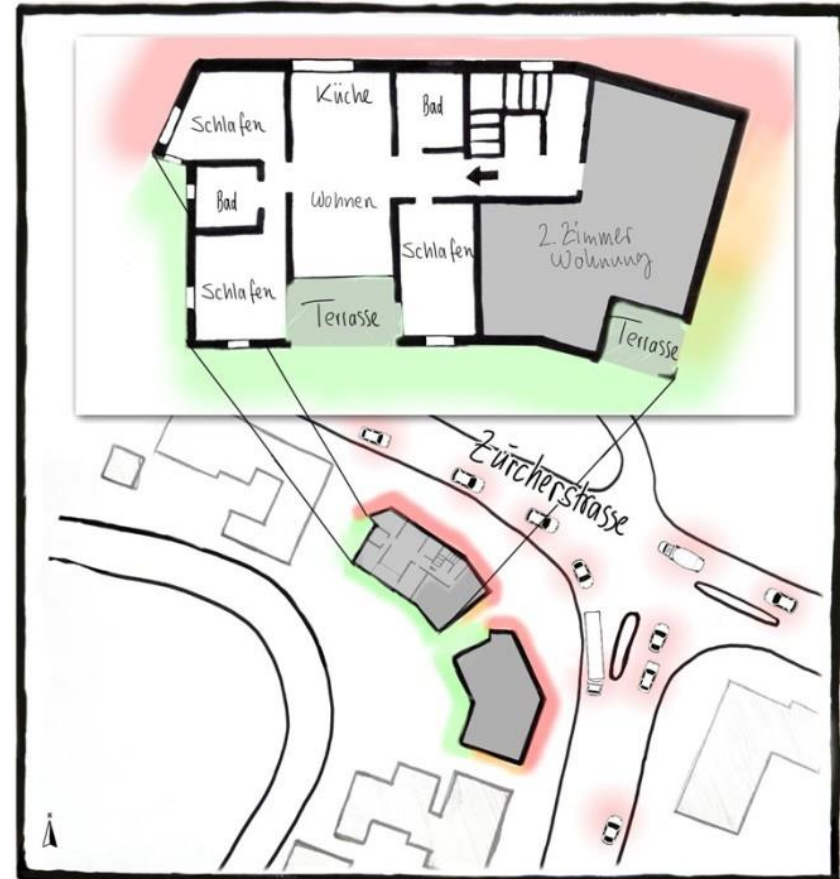 Küche
Bad
Schlafen
Bad
Wohnen
Schlafen
2. Zimmer
Wohnung
Schlafen
Terrasse
Terrasse
Zürcherstrasse